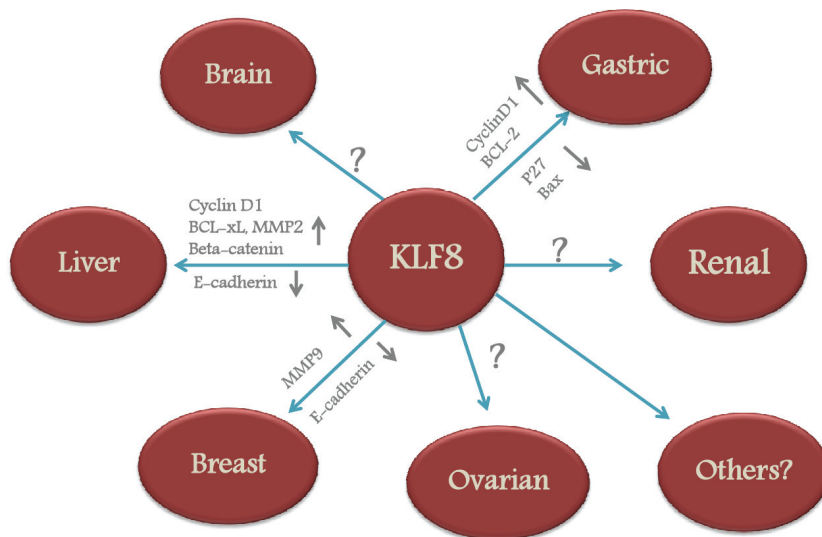 Brain
Gastric
CyclinD1
BCL-2
P27
Bax
?
Cyclin D1
BCL-xL, MMP2
Beta-catenin
Liver
E-cadherin
KLF8
?
Renal
MMP9
E-cadherin
?
Breast
Ovarian
Others?